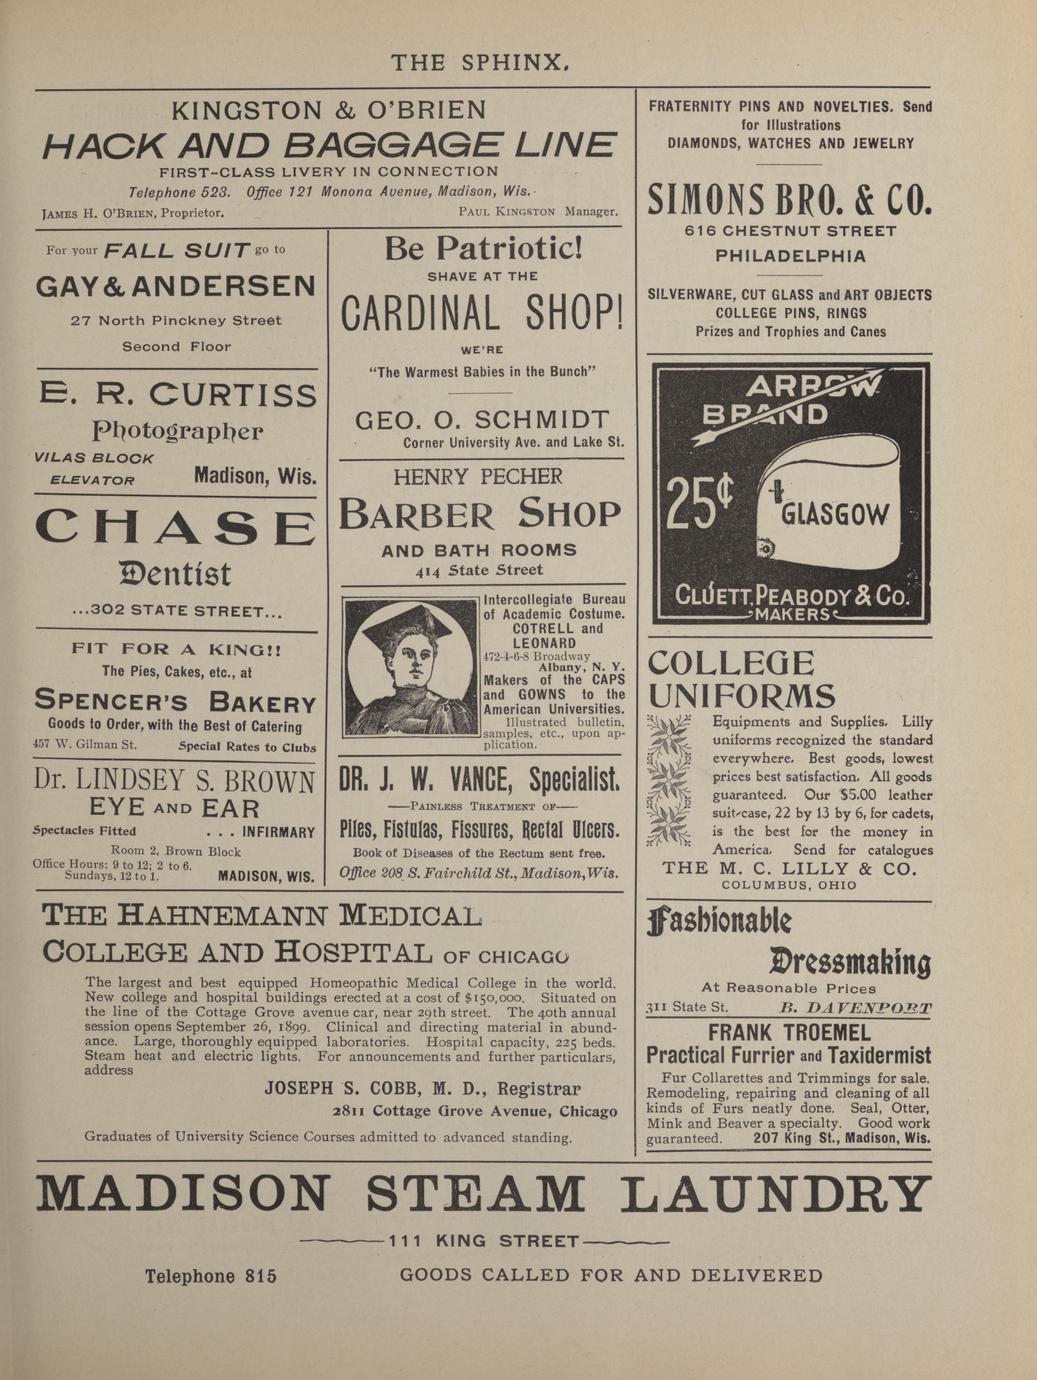 THE SPHINX.
KINGSTON & O'BRIEN
HACK AND BAGGAGE LINE
FIRST-CLASS LIVERY IN CONNECTION
Telephone 523. Office 121 Monona Avenue, Madison, Wis.
JAMES H. O'BRIEN, Proprietor. PAUL KINGSTON Manager.
For your FALL SUIT go to
GAY & ANDERSEN
27 North Pinckney Street
Second Floor
E. R. CURTISS
Photographer
VILAS BLOCK
ELEVATOR Madison, Wis.
CHASE
Dentist
...302 STATE STREET...
FIT FOR A KING!!
The Pies, Cakes, etc., at
SPENCER'S BAKERY
Goods to Order, with the Best of Catering
457 W. Gilman St. Special Rates to Clubs
Dr. LINDSEY S. BROWN
EYE AND EAR
Spectacles Fitted . . . INFIRMARY
Room 2, Brown Block
Office Hours: 9 to 12; 2 to 6.
Sundays, 12 to 1. MADISON, WIS.
Be Patriotic!
SHAVE AT THE
CARDINAL SHOP!
WE'RE
"The Warmest Babies in the Bunch"
GEO. O. SCHMIDT
Corner University Ave. and Lake St.
HENRY PECHER
BARBER SHOP
AND BATH ROOMS
414 State Street
Intercollegiate Bureau
of Academic Costume.
COTRELL and
LEONARD
472-4-6-8 Broadway
Albany, N. Y.
Makers of the CAPS
and GOWNS to the
American Universities.
Illustrated bulletin,
samples, etc., upon ap-
plication.
DR. J. W. VANCE, Specialist.
PAINLESS TREATMENT OF
Piles, Fistulas, Fissures, Rectal Ulcers.
Book of Diseases of the Rectum sent free.
Office 208 S. Fairchild St., Madison, Wis.
THE HAHNEMANN MEDICAL
COLLEGE AND HOSPITAL OF CHICAGO
The largest and best equipped Homeopathic Medical College in the world.
New college and hospital buildings erected at a cost of $150,000. Situated on
the line of the Cottage Grove avenue car, near 29th street. The 40th annual
session opens September 26, 1899. Clinical and directing material in abund-
ance. Large, thoroughly equipped laboratories. Hospital capacity, 225 beds.
Steam heat and electric lights. For announcements and further particulars,
address
JOSEPH S. COBB, M. D., Registrar
2811 Cottage Grove Avenue, Chicago
Graduates of University Science Courses admitted to advanced standing.
FRATERNITY PINS AND NOVELTIES. Send
for Illustrations
DIAMONDS, WATCHES AND JEWELRY
SIMONS BRO. & CO.
616 CHESTNUT STREET
PHILADELPHIA
SILVERWARE, CUT GLASS and ART OBJECTS
COLLEGE PINS, RINGS
Prizes and Trophies and Canes
ARROW
BRAND
25¢
GLASGOW
CLUETT, PEABODY & Co.
MAKERS
COLLEGE
UNIFORMS
Equipments and Supplies. Lilly
uniforms recognized the standard
everywhere. Best goods, lowest
prices best satisfaction. All goods
guaranteed. Our $5.00 leather
suit-case, 22 by 13 by 6, for cadets,
is the best for the money in
America. Send for catalogues
THE M. C. LILLY & CO.
COLUMBUS, OHIO
Fashionable
Dressmaking
At Reasonable Prices
311 State St. B. DAVENPORT
FRANK TROEMEL
Practical Furrier and Taxidermist
Fur Collarettes and Trimmings for sale.
Remodeling, repairing and cleaning of all
kinds of Furs neatly done. Seal, Otter,
Mink and Beaver a specialty. Good work
guaranteed. 207 King St., Madison, Wis.
MADISON STEAM LAUNDRY
111 KING STREET
Telephone 815 GOODS CALLED FOR AND DELIVERED